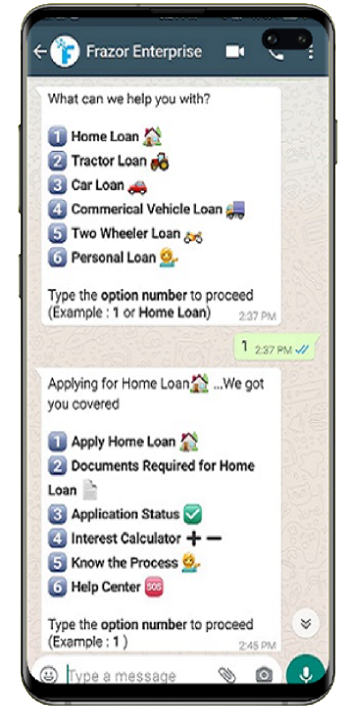 Frazor Enterprise
What can we help you with?
1 Home Loan 🏠
2 Tractor Loan 🚜
3 Car Loan 🚗
4 Commerical Vehicle Loan 🚚
5 Two Wheeler Loan 🏍️
6 Personal Loan 💁
Type the option number to proceed
(Example : 1 or Home Loan)
2:37 PM
1 2:37 PM
Applying for Home Loan🏠 ...We got
you covered
1 Apply Home Loan 🏠
2 Documents Required for Home
Loan 📄
3 Application Status ✅
4 Interest Calculator ➕ ➖
5 Know the Process 💁
6 Help Center 🆘
Type the option number to proceed
(Example : 1 )
2:45 PM
Type a message